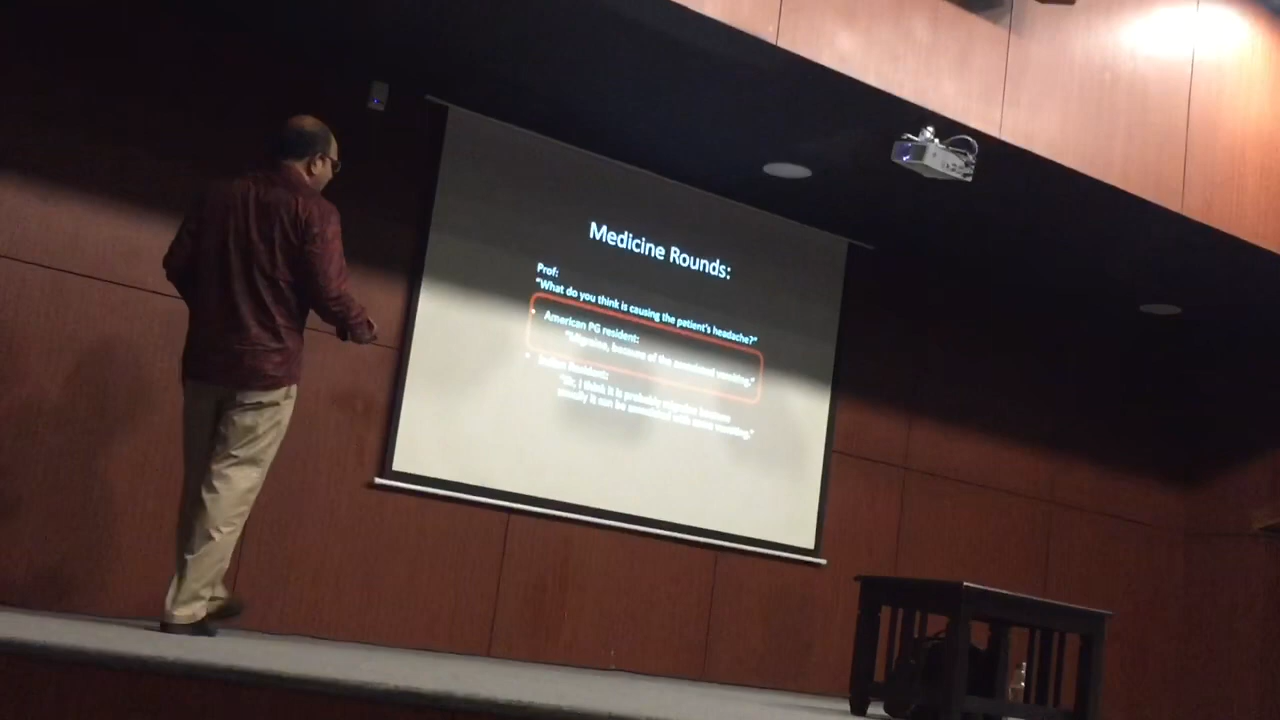 Medicine Rounds:
Prof:
"What do you think is causing the patient's headache?"
• American PG resident:
"Migraine, because of the associated vomiting."
• Indian Resident:
"Sir, I think it is probably migraine because
usually it can be associated with some vomiting."